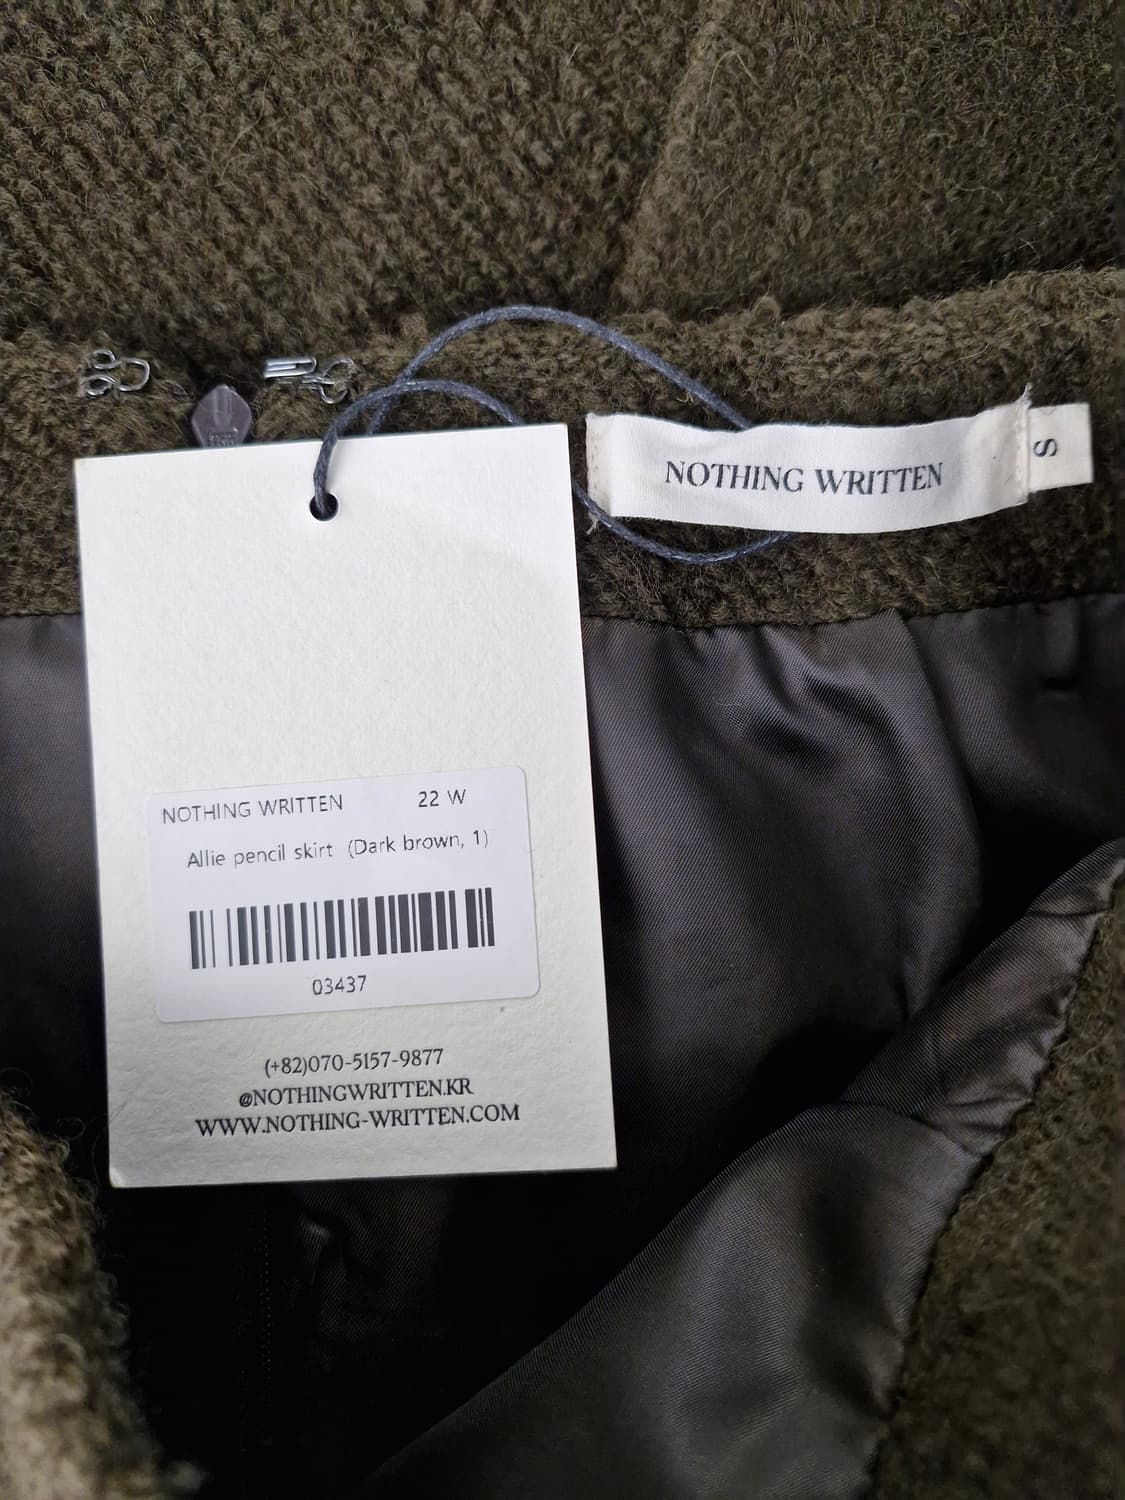 NOTHING WRITTEN
S
NOTHING WRITTEN 22 W
Allie pencil skirt (Dark brown, 1)
03437
(+82)070-5157-9877
@NOTHINGWRITTEN.KR
WWW.NOTHING-WRITTEN.COM